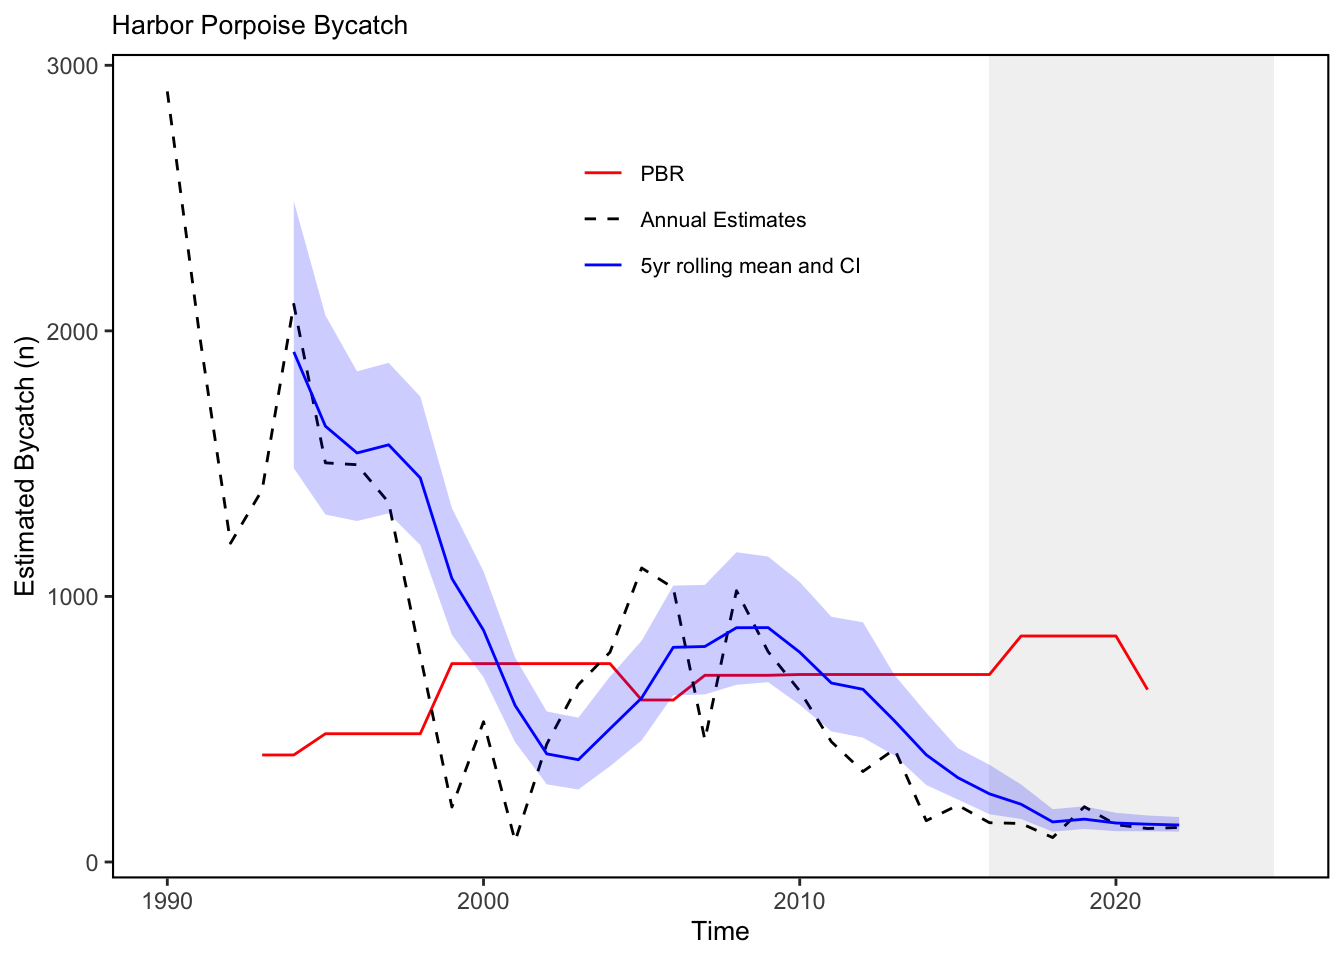 Harbor Porpoise Bycatch
3000
2000
1000
0
Estimated Bycatch (n)
PBR
Annual Estimates
5yr rolling mean and CI
1990
2000
2010
2020
Time